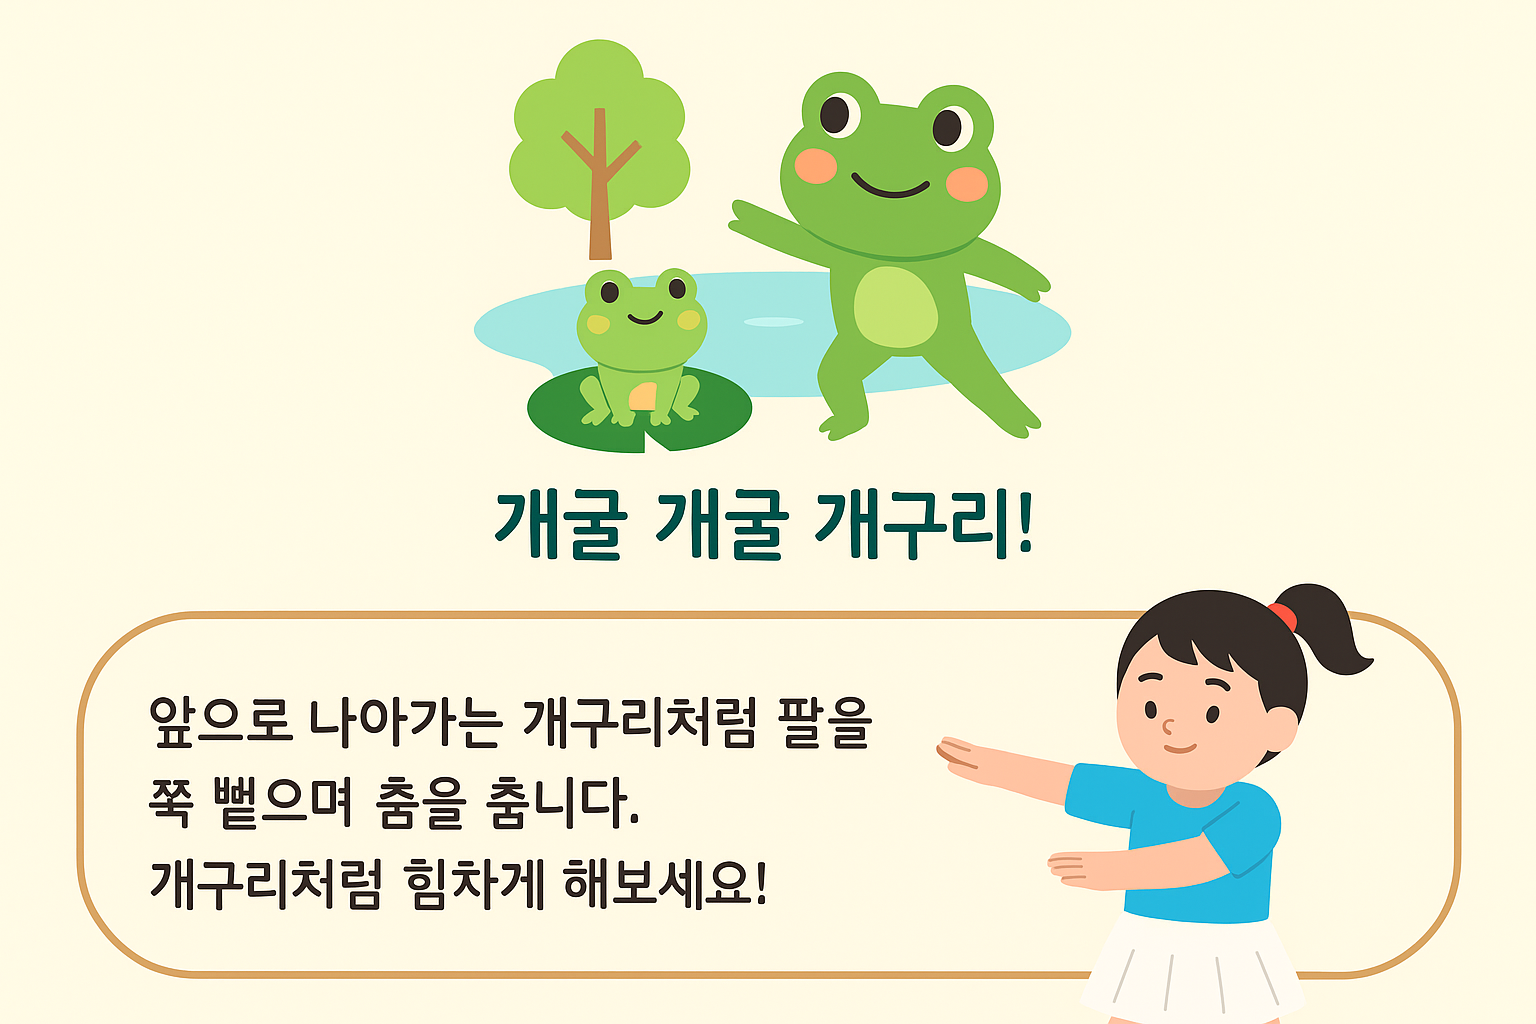 개굴 개굴 개구리!
앞으로 나아가는 개구리처럼 팔을
쭉 뻗으며 춤을 춥니다.
개구리처럼 힘차게 해보세요!